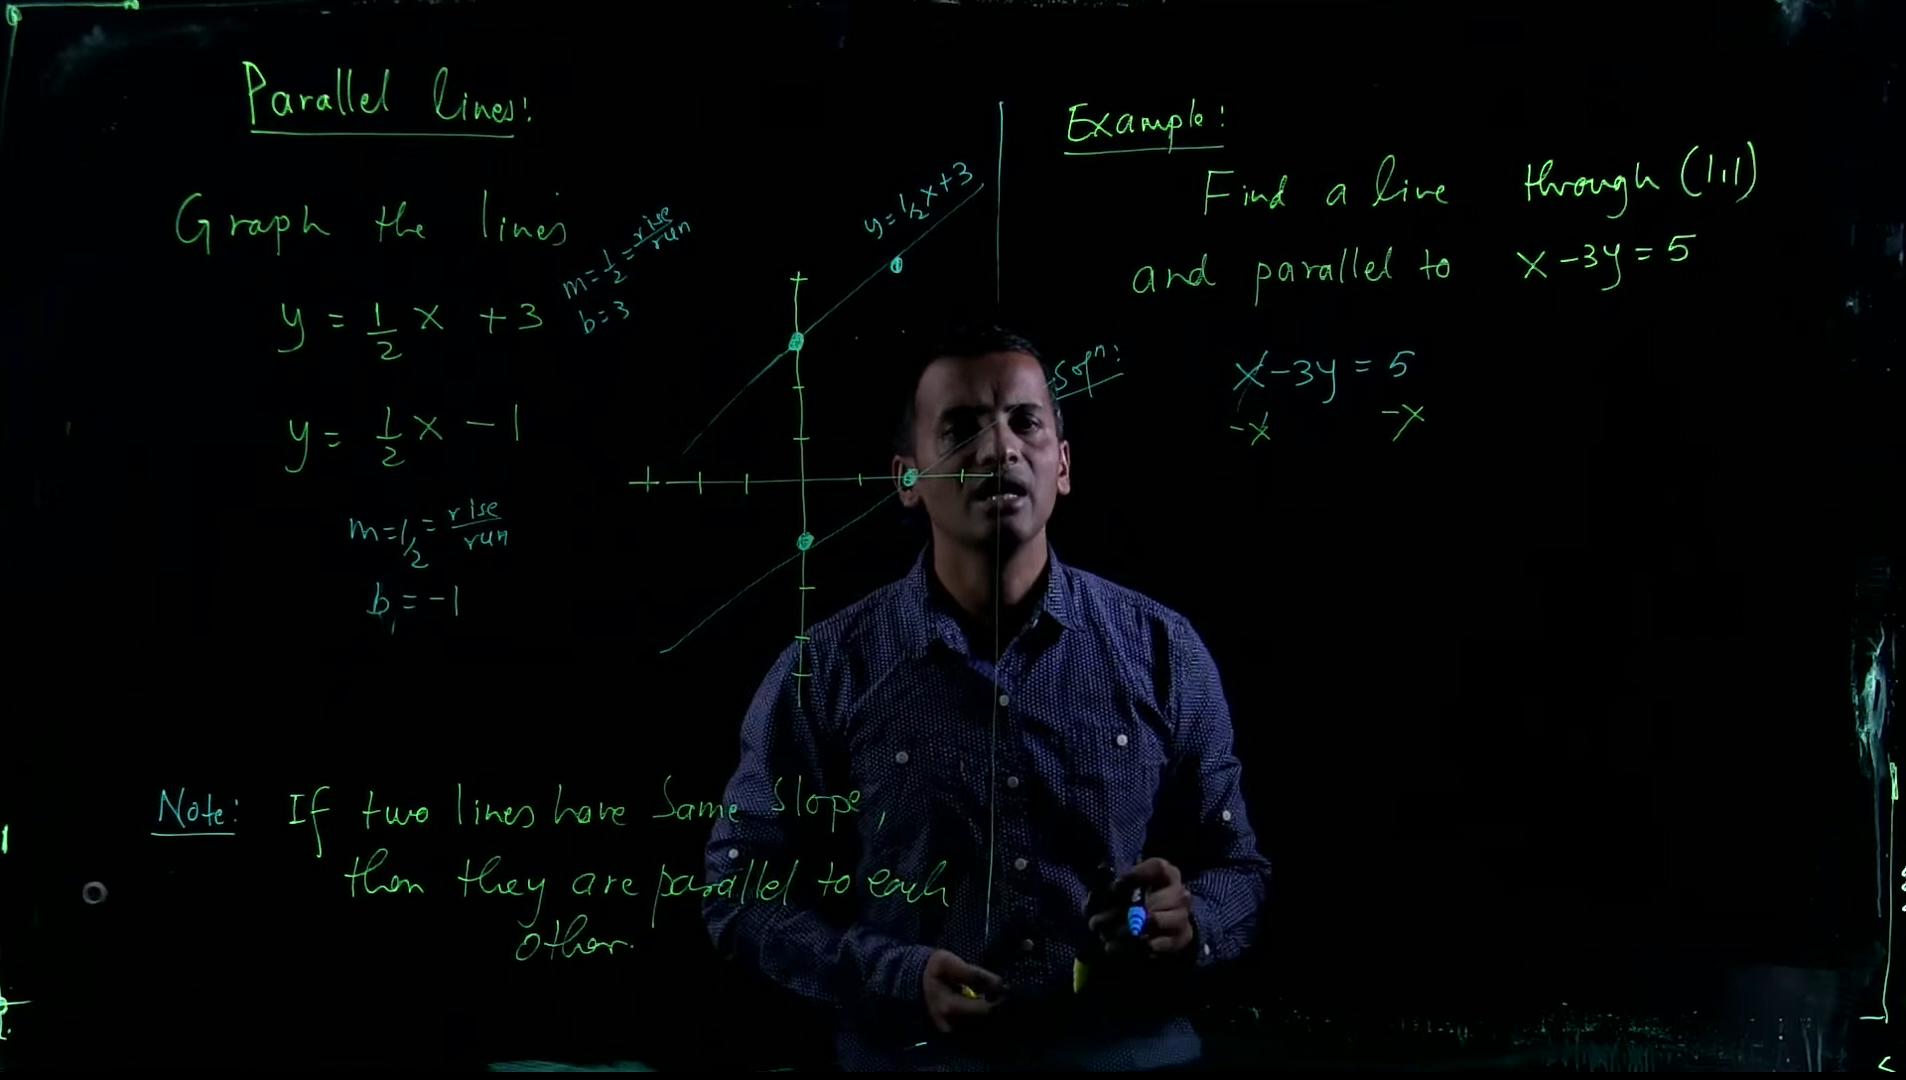 Parallel lines:
Graph the lines
y = 1/2 x + 3
m = 1/2 = rise/run
b = 3
y = 1/2 x - 1
m = 1/2 = rise/run
b = -1
y = 1/2 x + 3
Note: If two lines have same slope,
then they are parallel to each
other.
Example:
Find a line through (1,1)
and parallel to x - 3y = 5
Soln:
x - 3y = 5
-x -x